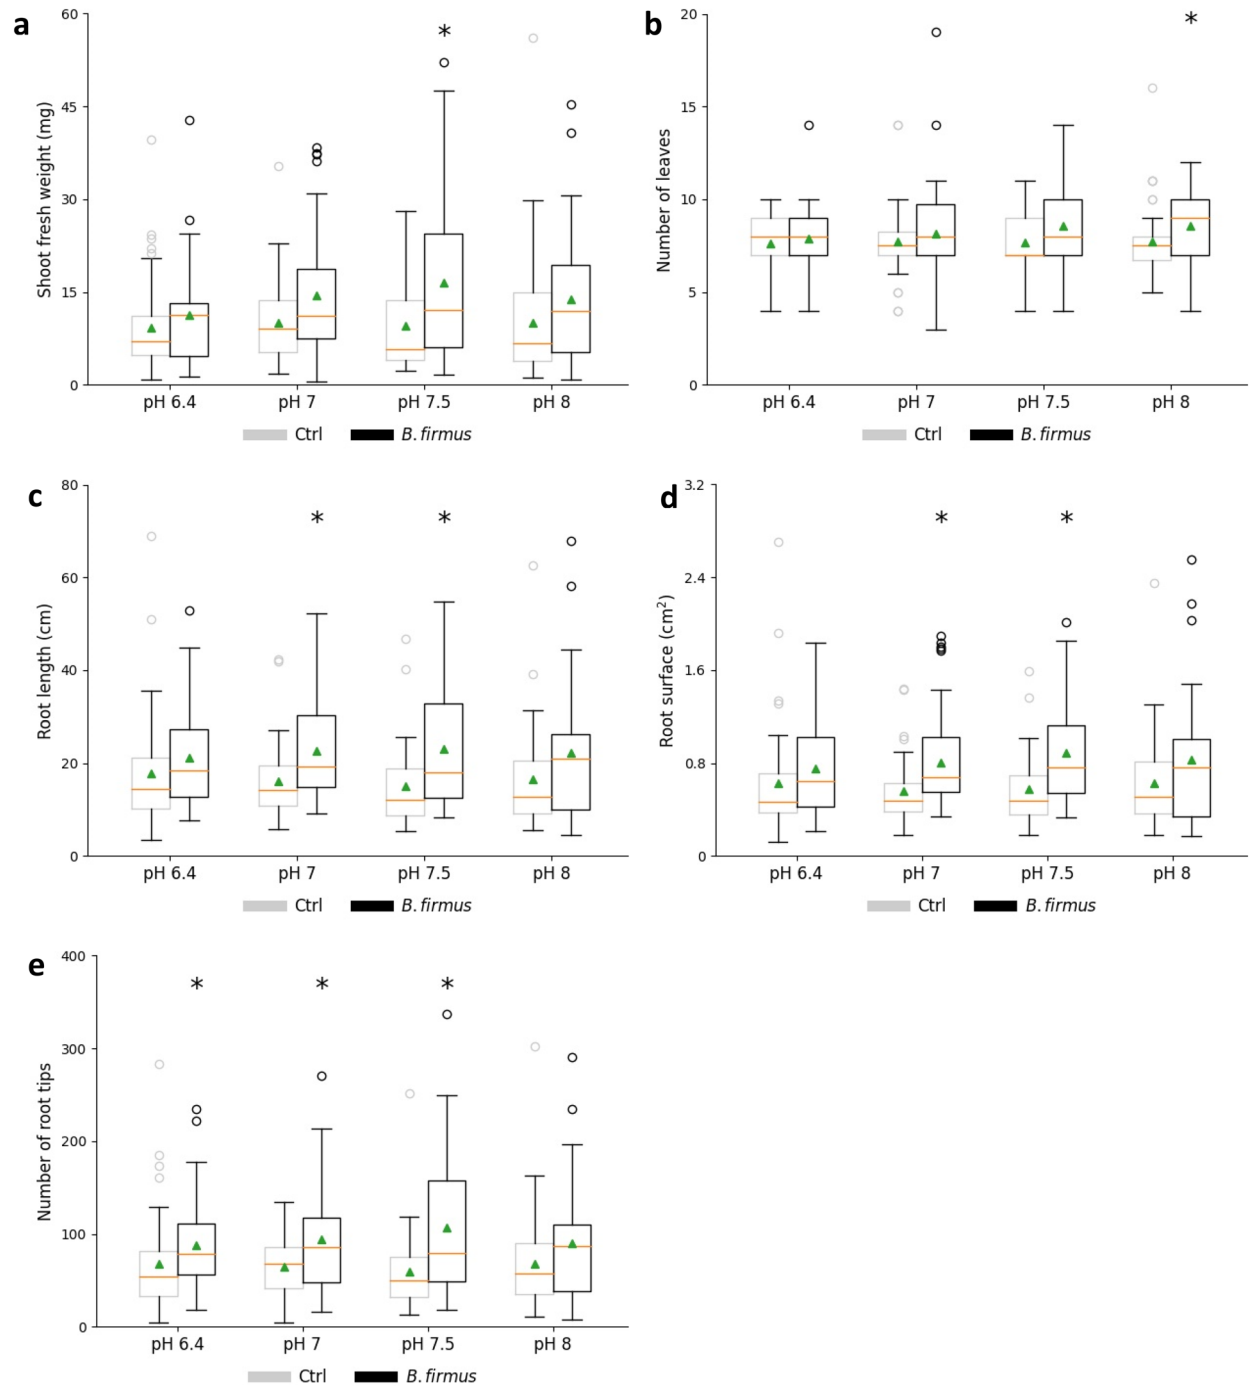 a
Shoot fresh weight (mg)
60
45
30
15
0
*
pH 6.4 pH 7 pH 7.5 pH 8
Ctrl B. firmus
b
Number of leaves
20
15
10
5
0
*
pH 6.4 pH 7 pH 7.5 pH 8
Ctrl B. firmus
c
Root length (cm)
80
60
40
20
0
* *
pH 6.4 pH 7 pH 7.5 pH 8
Ctrl B. firmus
d
Root surface (cm²)
3.2
2.4
1.6
0.8
0
* *
pH 6.4 pH 7 pH 7.5 pH 8
Ctrl B. firmus
e
Number of root tips
400
300
200
100
0
* * *
pH 6.4 pH 7 pH 7.5 pH 8
Ctrl B. firmus